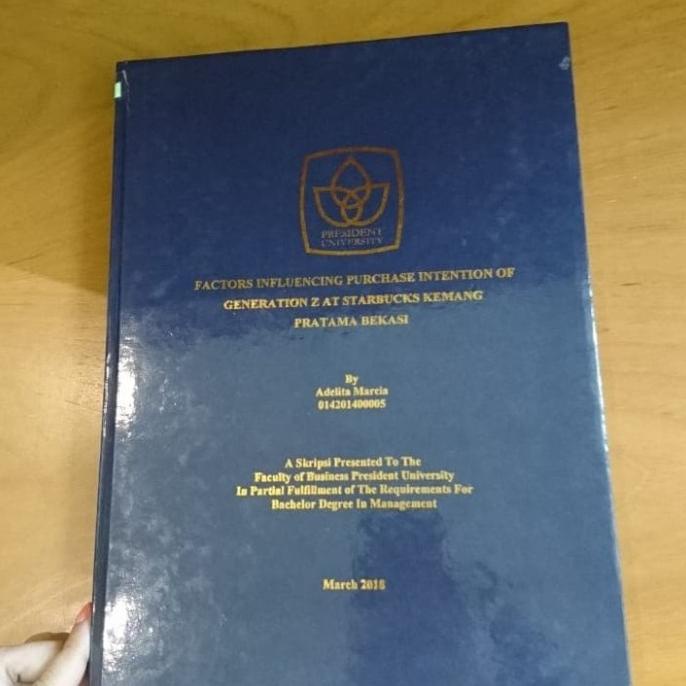 PRESIDENT
UNIVERSITY
FACTORS INFLUENCING PURCHASE INTENTION OF
GENERATION Z AT STARBUCKS KEMANG
PRATAMA BEKASI
By
Adelita Marcia
014201400005
A Skripsi Presented To The
Faculty of Business President University
In Partial Fulfillment of The Requirements For
Bachelor Degree In Management
March 2018